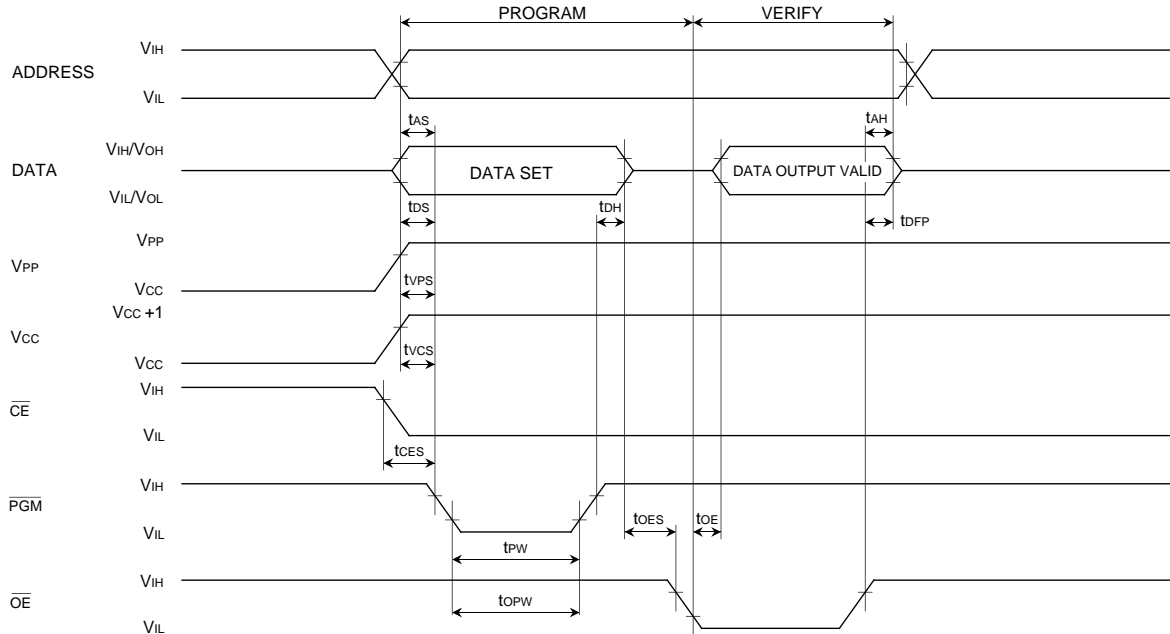 PROGRAM VERIFY
VIH
ADDRESS
VIL
tAS tAH
VIH/VOH
DATA DATA SET DATA OUTPUT VALID
VIL/VOL
tDS tDH tDFP
VPP
VPP
tVPS
VCC
VCC +1
VCC
tVCS
VCC
VIH
CE
VIL
tCES
VIH
PGM
tOES tOE
VIL
tPW
VIH
OE
tOPW
VIL